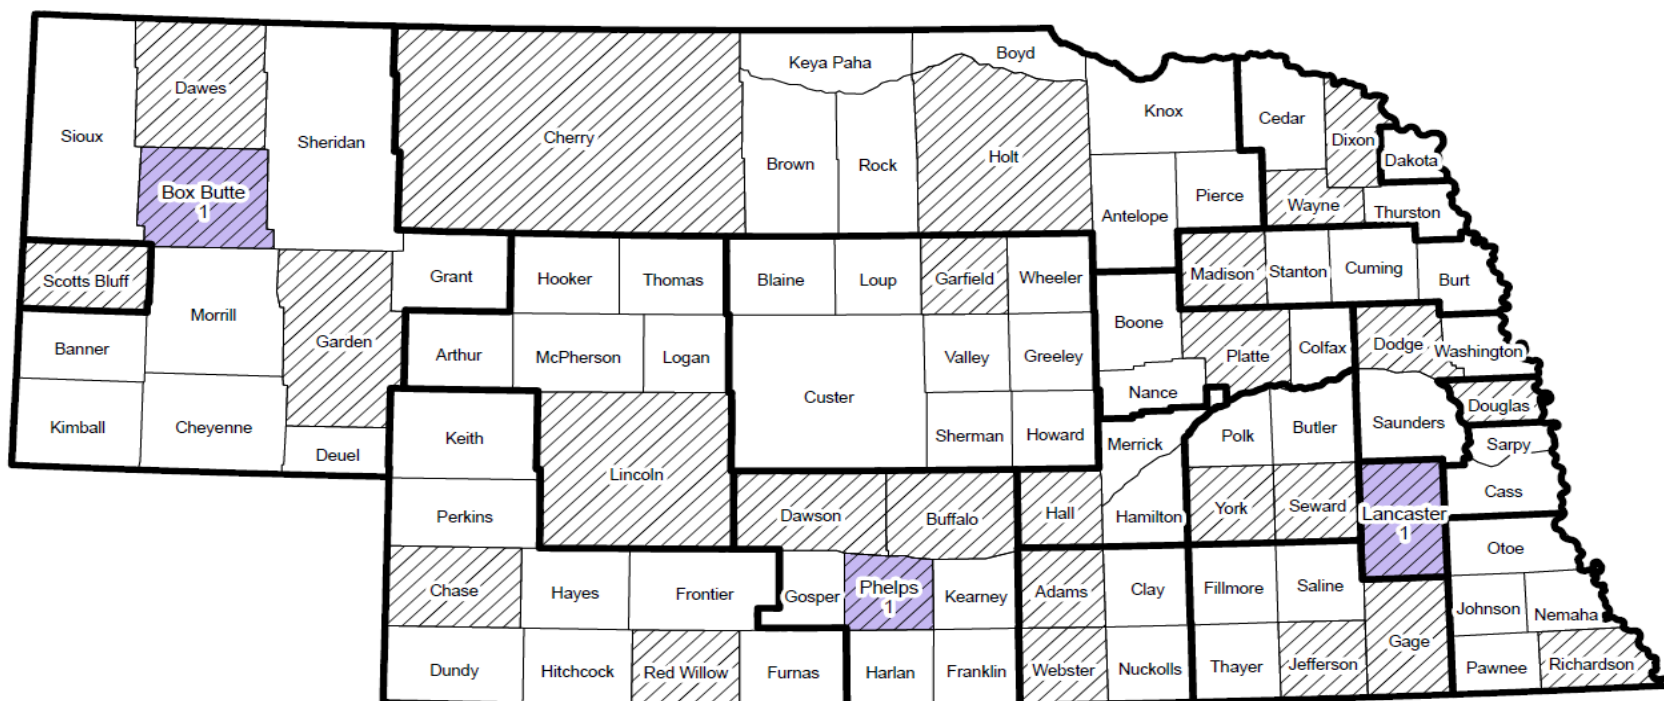 Keya Paha
Boyd
Dawes
Knox
Cedar
Sioux
Sheridan
Cherry
Dixon
Brown
Rock
Holt
Dakota
Box Butte
1
Pierce
Wayne
Antelope
Thurston
Scotts Bluff
Grant
Hooker
Thomas
Blaine
Loup
Garfield
Wheeler
Madison
Stanton
Cuming
Burt
Morrill
Banner
Garden
Arthur
McPherson
Logan
Valley
Greeley
Boone
Platte
Colfax
Dodge
Washington
Custer
Nance
Kimball
Cheyenne
Deuel
Keith
Sherman
Howard
Merrick
Polk
Butler
Saunders
Douglas
Sarpy
Lincoln
Perkins
Dawson
Buffalo
Hall
Hamilton
York
Seward
Lancaster
1
Cass
Otoe
Chase
Hayes
Frontier
Gosper
Phelps
1
Kearney
Adams
Clay
Fillmore
Saline
Johnson
Nemaha
Dundy
Hitchcock
Red Willow
Furnas
Harlan
Franklin
Webster
Nuckolls
Thayer
Jefferson
Gage
Pawnee
Richardson